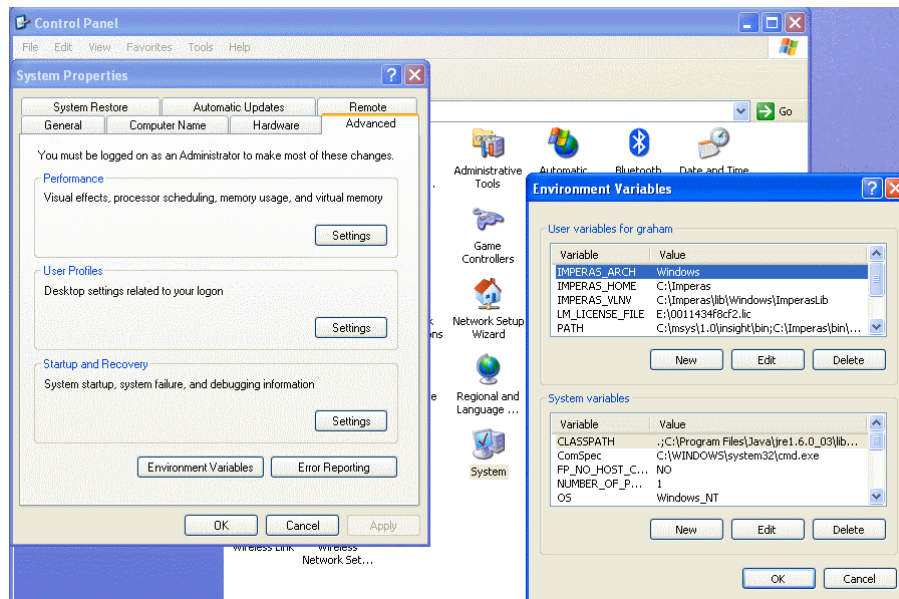 Control Panel
File Edit View Favorites Tools Help
Go
System Properties
System Restore Automatic Updates Remote
General Computer Name Hardware Advanced
You must be logged on as an Administrator to make most of these changes.
Performance
Visual effects, processor scheduling, memory usage, and virtual memory
Settings
User Profiles
Desktop settings related to your logon
Settings
Startup and Recovery
System startup, system failure, and debugging information
Settings
Environment Variables Error Reporting
OK Cancel Apply
Administrative
Tools
Automatic
Bluetooth
Date and Time
Game
Controllers
Network Setup
Wizard
Regional and
Language ...
System
Wireless Link
Wireless
Network Set...
Environment Variables
User variables for graham
Variable Value
IMPERAS_ARCH Windows
IMPERAS_HOME C:\Imperas
IMPERAS_VLNV C:\Imperas\lib\Windows\ImperasLib
LM_LICENSE_FILE E:\0011434f8cf2.lic
PATH C:\msys\1.0\insight\bin;C:\Imperas\bin\...
New Edit Delete
System variables
Variable Value
CLASSPATH .;C:\Program Files\Java\jre1.6.0_03\lib...
ComSpec C:\WINDOWS\system32\cmd.exe
FP_NO_HOST_C... NO
NUMBER_OF_P... 1
OS Windows_NT
New Edit Delete
OK Cancel